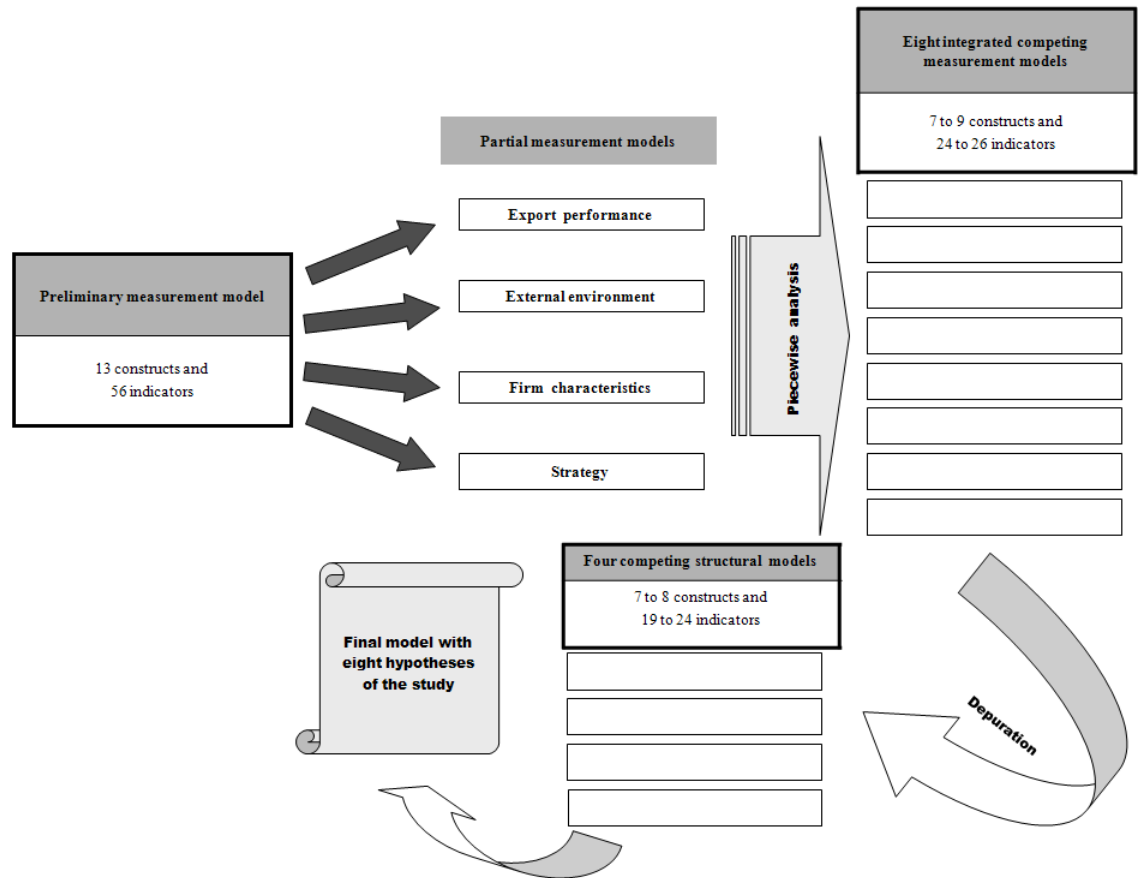 Preliminary measurement model
13 constructs and
56 indicators
Partial measurement models
Export performance
External environment
Firm characteristics
Strategy
Piecewise analysis
Eight integrated competing
measurement models
7 to 9 constructs and
24 to 26 indicators
Depuration
Four competing structural models
7 to 8 constructs and
19 to 24 indicators
Final model with
eight hypotheses
of the study